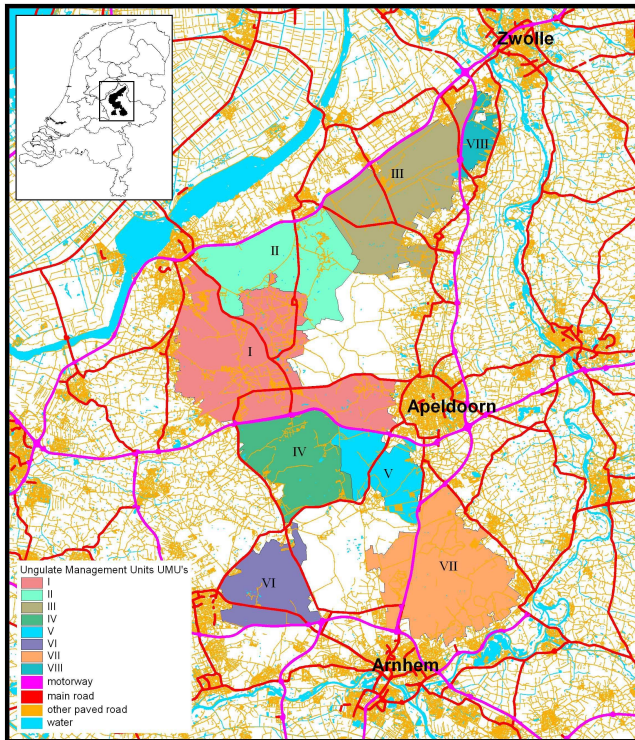 Zwolle
VIII
III
II
I
Apeldoorn
IV
V
VI
VII
Arnhem
Ungulate Management Units UMU's
I
II
III
IV
V
VI
VII
VIII
motorway
main road
other paved road
water